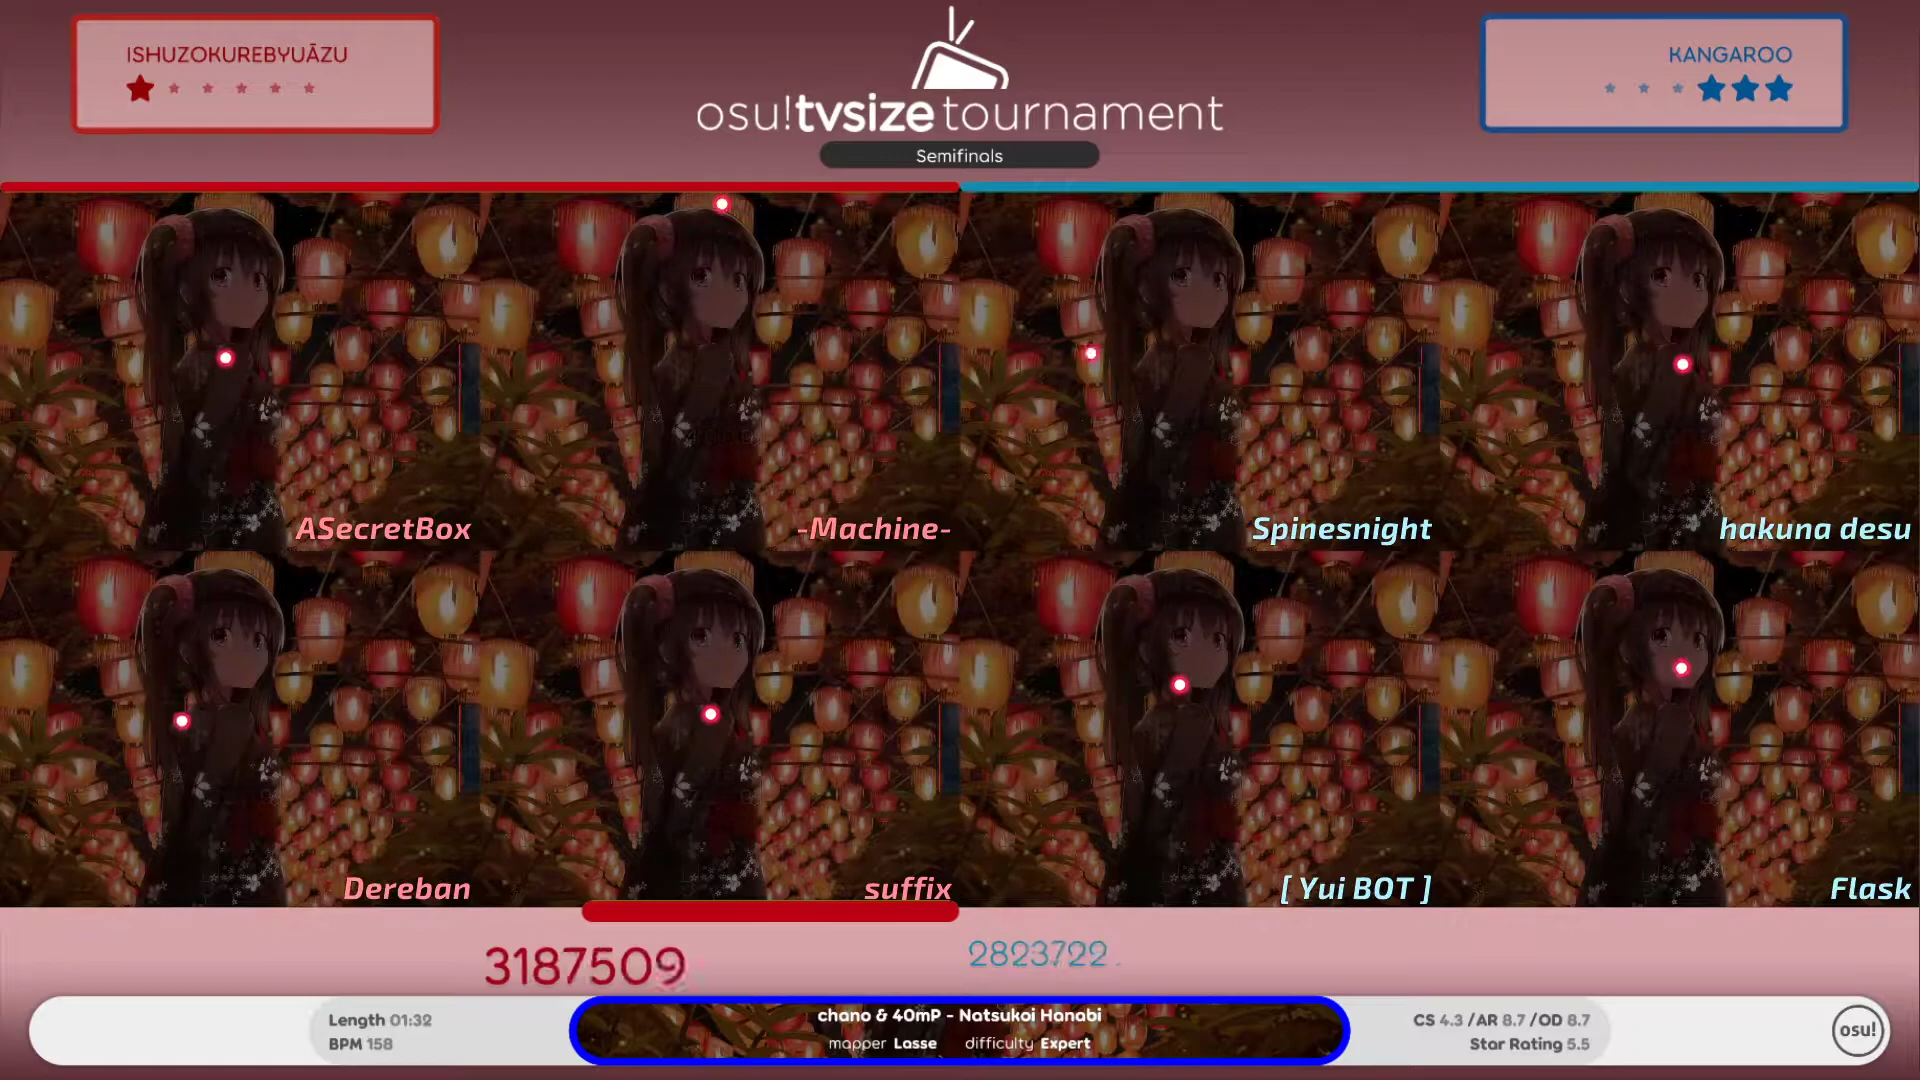 ISHUZOKUREBYUĀZU
KANGAROO
osu!tvsize tournament
Semifinals
ASecretBox
-Machine-
Spinesnight
hakuna desu
Dereban
suffix
[ Yui BOT ]
Flask
3187509
2823722
Length 01:32
BPM 158
chano & 40mP - Natsukoi Hanabi
mapper Lasse difficulty Expert
CS 4.3 /AR 8.7 /OD 8.7
Star Rating 5.5
osu!